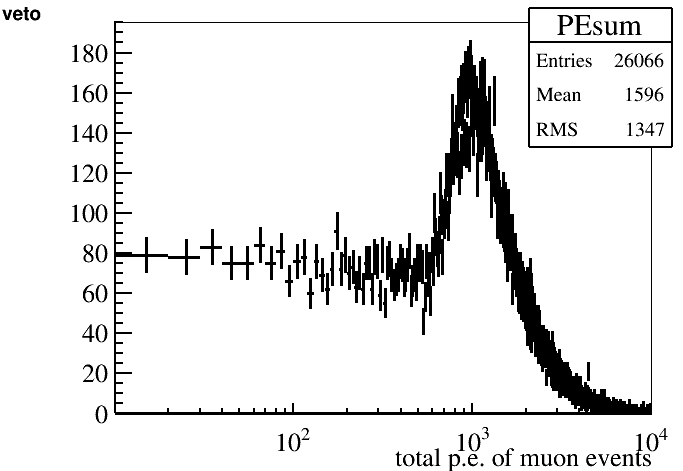 veto
PEsum
Entries 26066
Mean 1596
RMS 1347
180
160
140
120
100
80
60
40
20
0
10² 10³ 10⁴
total p.e. of muon events